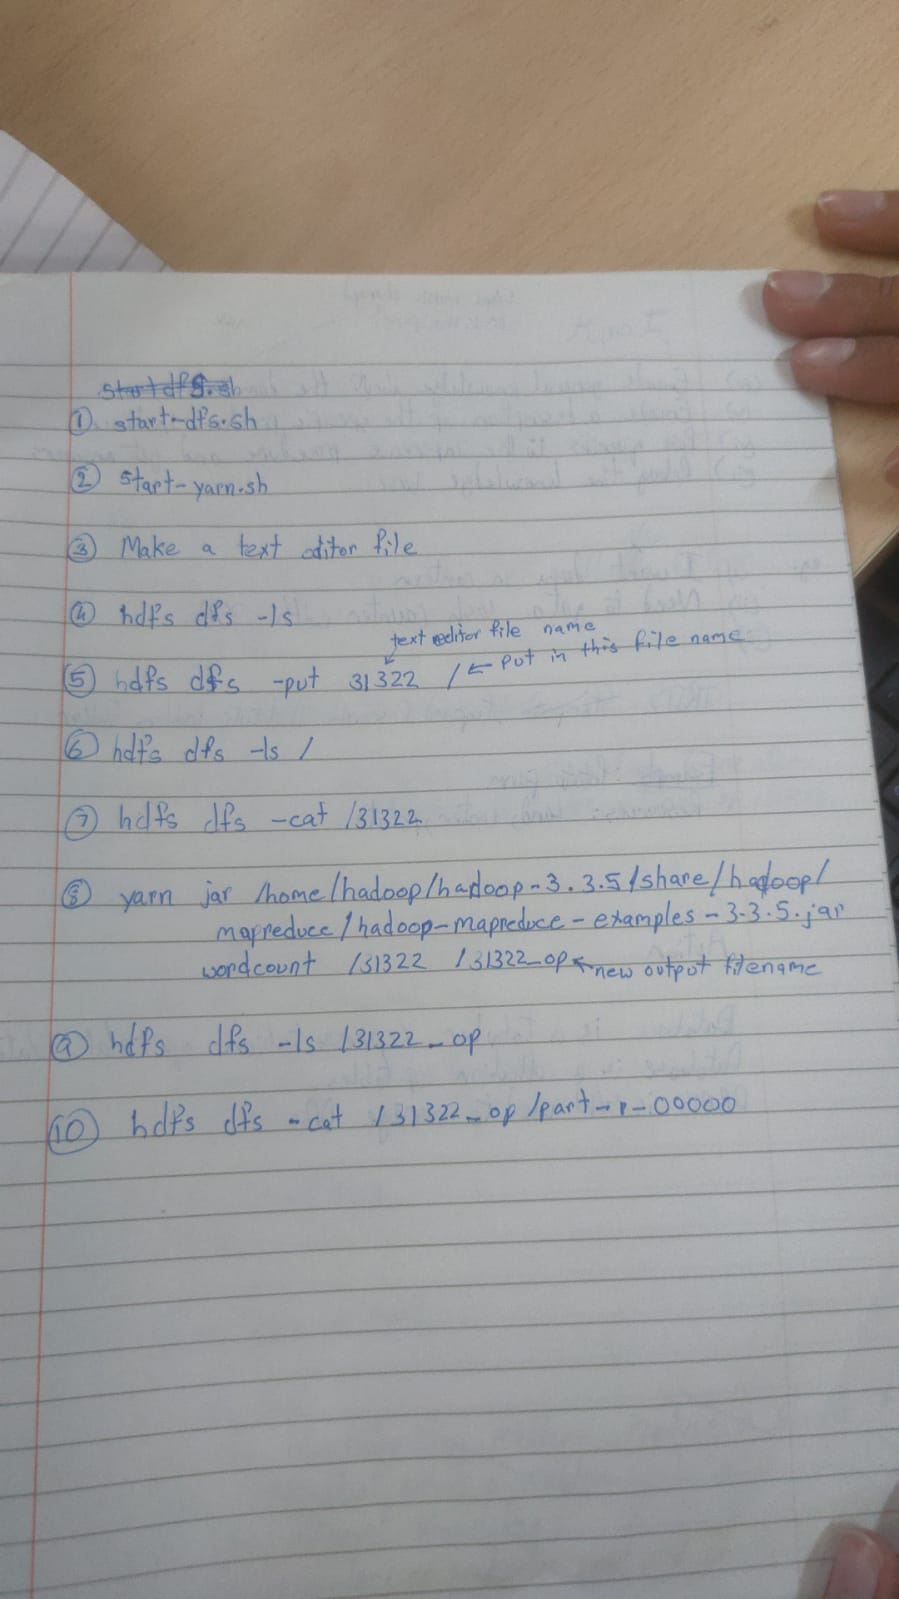 start dfs.sh
① start-dfs.sh
② start-yarn.sh
③ Make a text editor file
④ hdfs dfs -ls
text editor file name
⑤ hdfs dfs -put 31322 / ← put in this file name
⑥ hdfs dfs -ls /
⑦ hdfs dfs -cat /31322
⑧ yarn jar /home/hadoop/hadoop-3.3.5/share/hadoop/
mapreduce/hadoop-mapreduce-examples-3.3.5.jar
wordcount /31322 /31322_op ← new output filename
⑨ hdfs dfs -ls /31322_op
⑩ hdfs dfs -cat /31322_op/part-r-00000